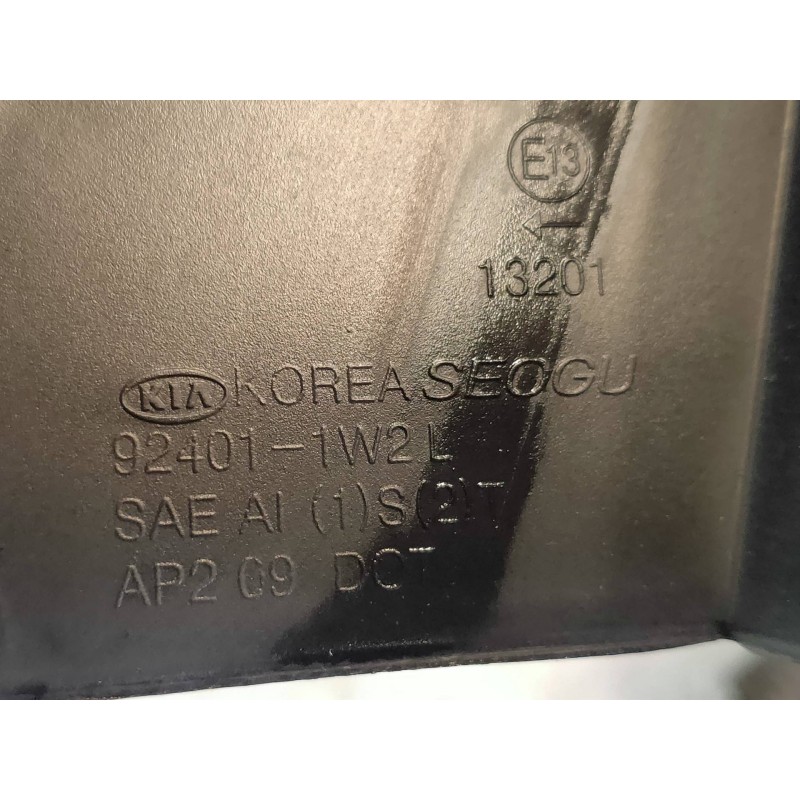 E13
←
13201
KIA KOREA SEOGU
92401-1W2 L
SAE AI (1)S(2)T
AP2 09 DOT